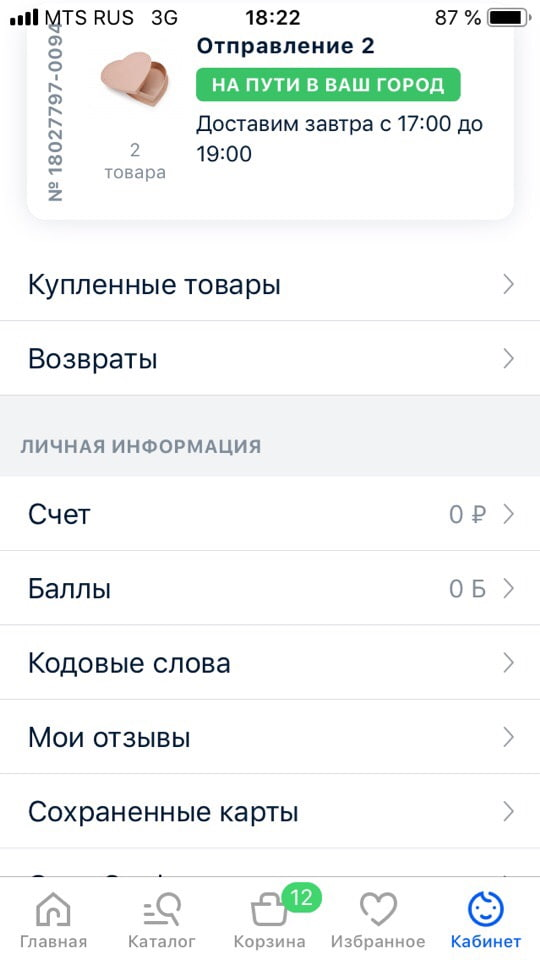 MTS RUS 3G 18:22 87 %
№ 18027797-0094
Отправление 2
НА ПУТИ В ВАШ ГОРОД
Доставим завтра с 17:00 до
19:00
2
товара
Купленные товары
Возвраты
ЛИЧНАЯ ИНФОРМАЦИЯ
Счет 0 ₽
Баллы 0 Б
Кодовые слова
Мои отзывы
Сохраненные карты
12
Главная Каталог Корзина Избранное Кабинет